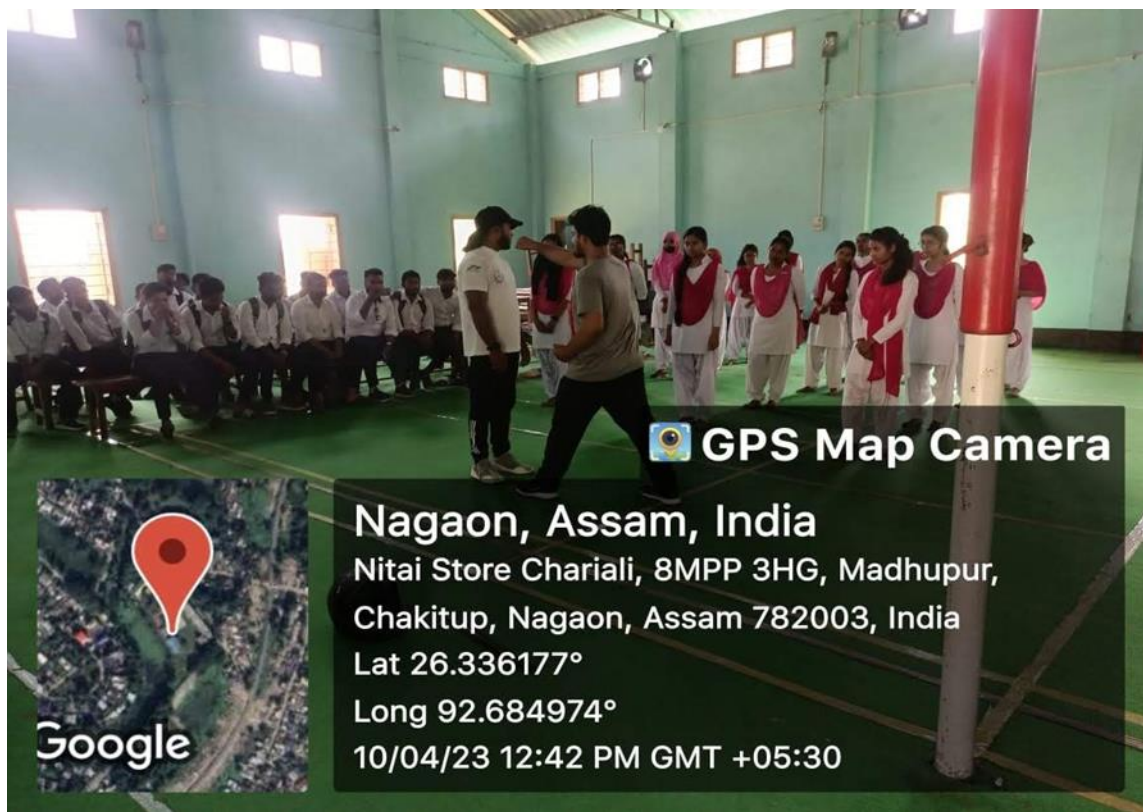 GPS Map Camera
Nagaon, Assam, India
Nitai Store Chariali, 8MPP 3HG, Madhupur,
Chakitup, Nagaon, Assam 782003, India
Lat 26.336177°
Long 92.684974°
10/04/23 12:42 PM GMT +05:30
Google